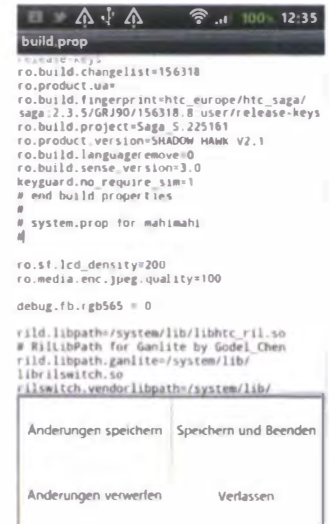 100% 12:35
build.prop
release-keys
ro.build.changelist=156318
ro.product.ua=
ro.build.fingerprint=htc_europe/htc_saga/
saga:2.3.5/GRJ90/156318.8:user/release-keys
ro.build.project=Saga_S:225161
ro.product.version=SHADOW HAWK V2.1
ro.build.languageremove=0
ro.build.sense.version=3.0
keyguard.no_require_sim=1
# end build properties
#
# system.prop for mahimahi
#
ro.sf.lcd_density=200
ro.media.enc.jpeg.quality=100
debug.fb.rgb565 = 0
rild.libpath=/system/lib/libhtc_ril.so
# RilLibPath for Ganlite by Godel_Chen
rild.libpath.ganlite=/system/lib/
librilswitch.so
rilswitch.vendorlibpath=/system/lib/
Änderungen speichern Speichern und Beenden
Änderungen verwerfen Verlassen